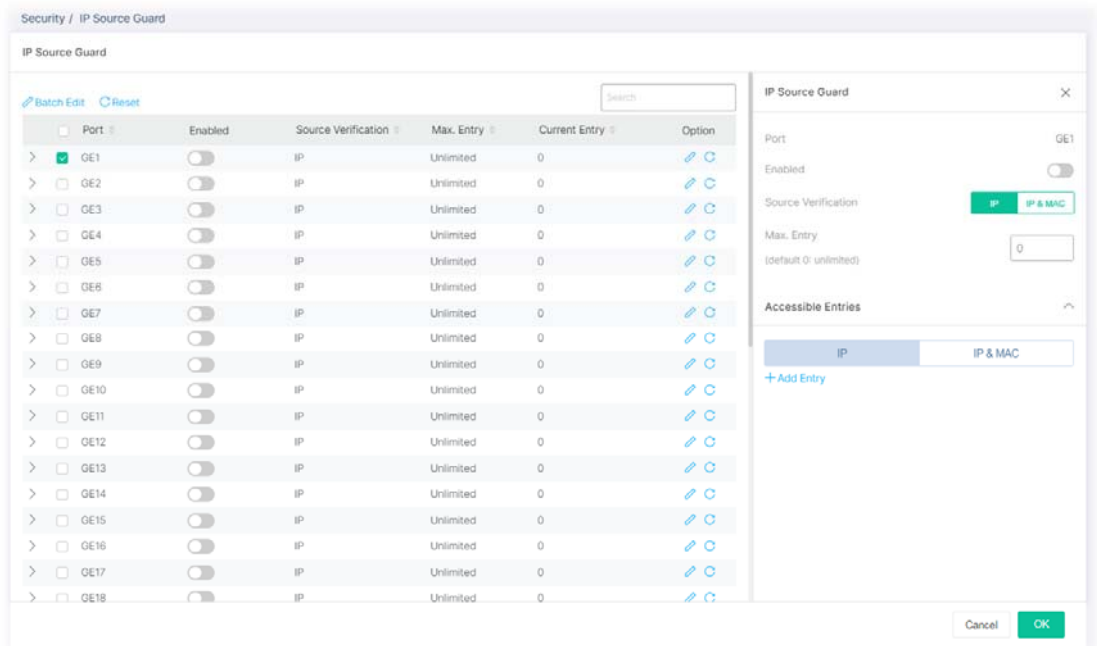 Security / IP Source Guard
IP Source Guard
Batch Edit Reset Search
Port Enabled Source Verification Max. Entry Current Entry Option
GE1 IP Unlimited 0
GE2 IP Unlimited 0
GE3 IP Unlimited 0
GE4 IP Unlimited 0
GE5 IP Unlimited 0
GE6 IP Unlimited 0
GE7 IP Unlimited 0
GE8 IP Unlimited 0
GE9 IP Unlimited 0
GE10 IP Unlimited 0
GE11 IP Unlimited 0
GE12 IP Unlimited 0
GE13 IP Unlimited 0
GE14 IP Unlimited 0
GE15 IP Unlimited 0
GE16 IP Unlimited 0
GE17 IP Unlimited 0
GE18 IP Unlimited 0
IP Source Guard
Port GE1
Enabled
Source Verification IP IP & MAC
Max. Entry
(default 0: unlimited) 0
Accessible Entries
IP IP & MAC
+Add Entry
Cancel OK